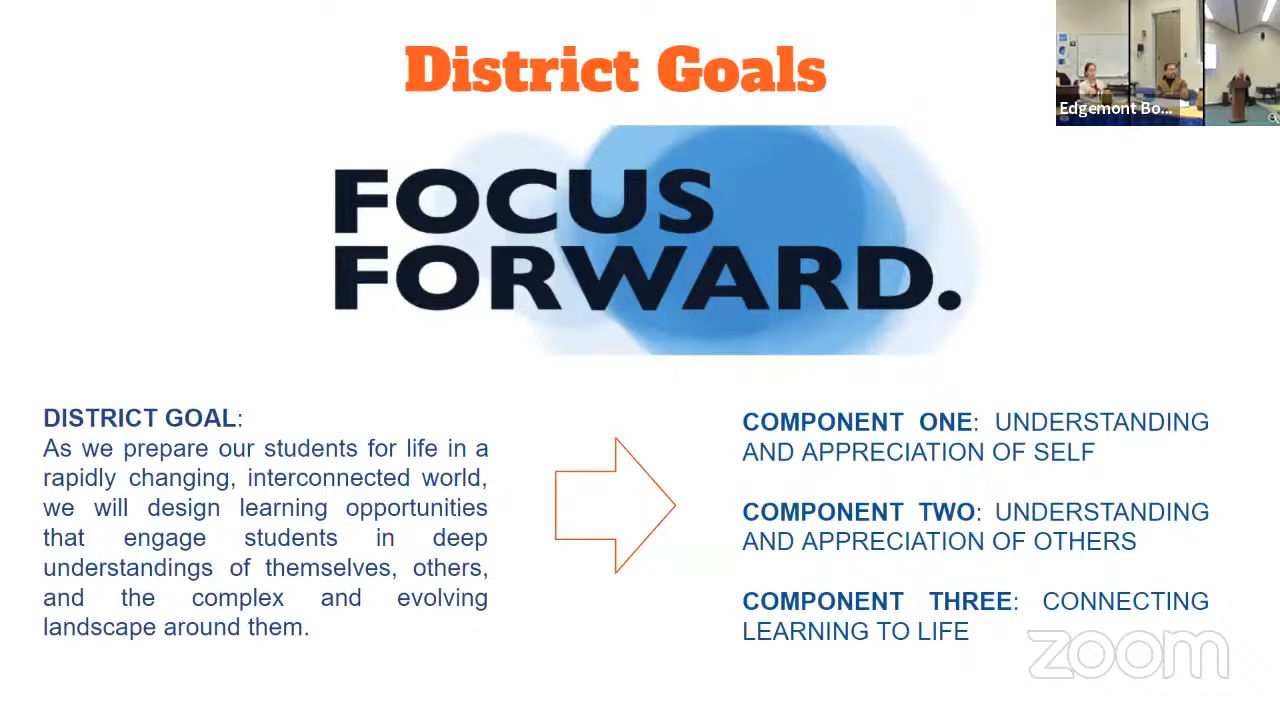 District Goals
Edgemont Bo...
FOCUS
FORWARD.
DISTRICT GOAL:
As we prepare our students for life in a
rapidly changing, interconnected world,
we will design learning opportunities
that engage students in deep
understandings of themselves, others,
and the complex and evolving
landscape around them.
COMPONENT ONE: UNDERSTANDING
AND APPRECIATION OF SELF
COMPONENT TWO: UNDERSTANDING
AND APPRECIATION OF OTHERS
COMPONENT THREE: CONNECTING
LEARNING TO LIFE
zoom